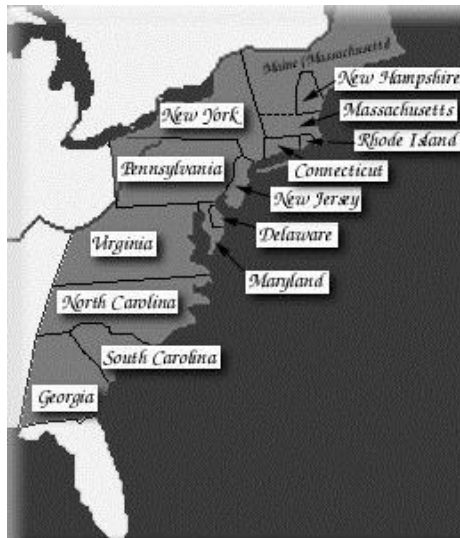 Maine (Massachusetts)
New Hampshire
New York
Massachusetts
Rhode Island
Pennsylvania
Connecticut
New Jersey
Virginia
Delaware
Maryland
North Carolina
South Carolina
Georgia